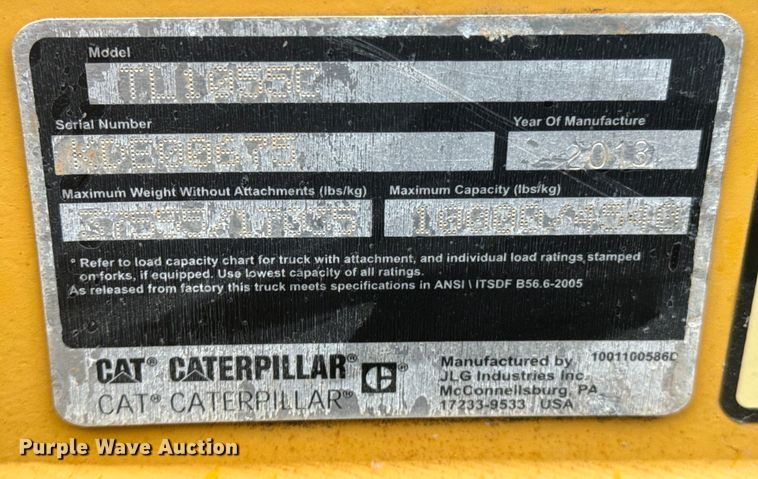 Model
TL1055C
Serial Number
Year Of Manufacture
2013
Maximum Weight Without Attachments (lbs/kg)
Maximum Capacity (lbs/kg)
* Refer to load capacity chart for truck with attachment, and individual load ratings stamped
on forks, if equipped. Use lowest capacity of all ratings.
As released from factory this truck meets specifications in ANSI \ ITSDF B56.6-2005
CAT® CATERPILLAR®
CAT® CATERPILLAR®
Manufactured by
JLG Industries Inc.
McConnellsburg, PA
17233-9533 USA
Purple Wave Auction